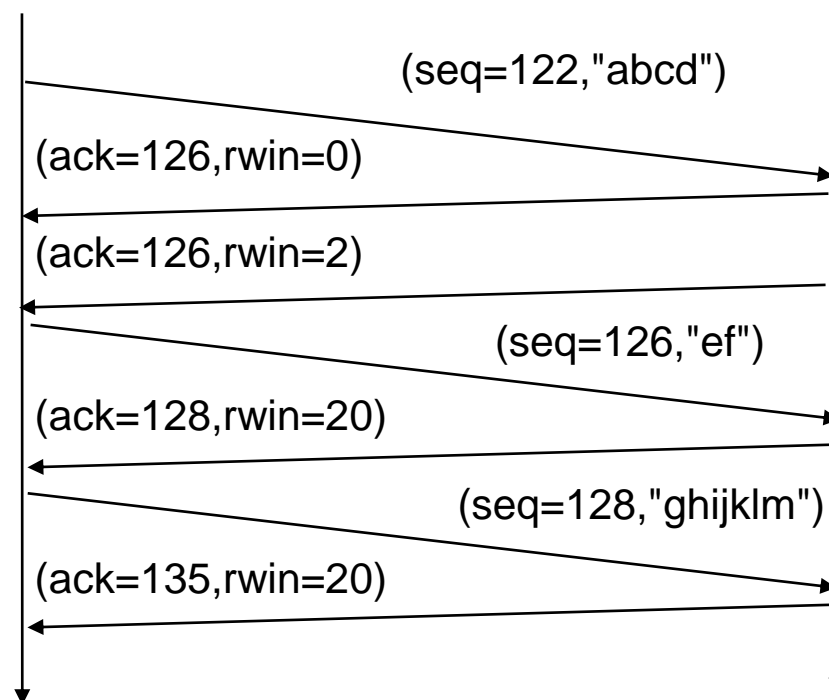 (seq=122,"abcd")
(ack=126,rwin=0)
(ack=126,rwin=2)
(seq=126,"ef")
(ack=128,rwin=20)
(seq=128,"ghijklm")
(ack=135,rwin=20)